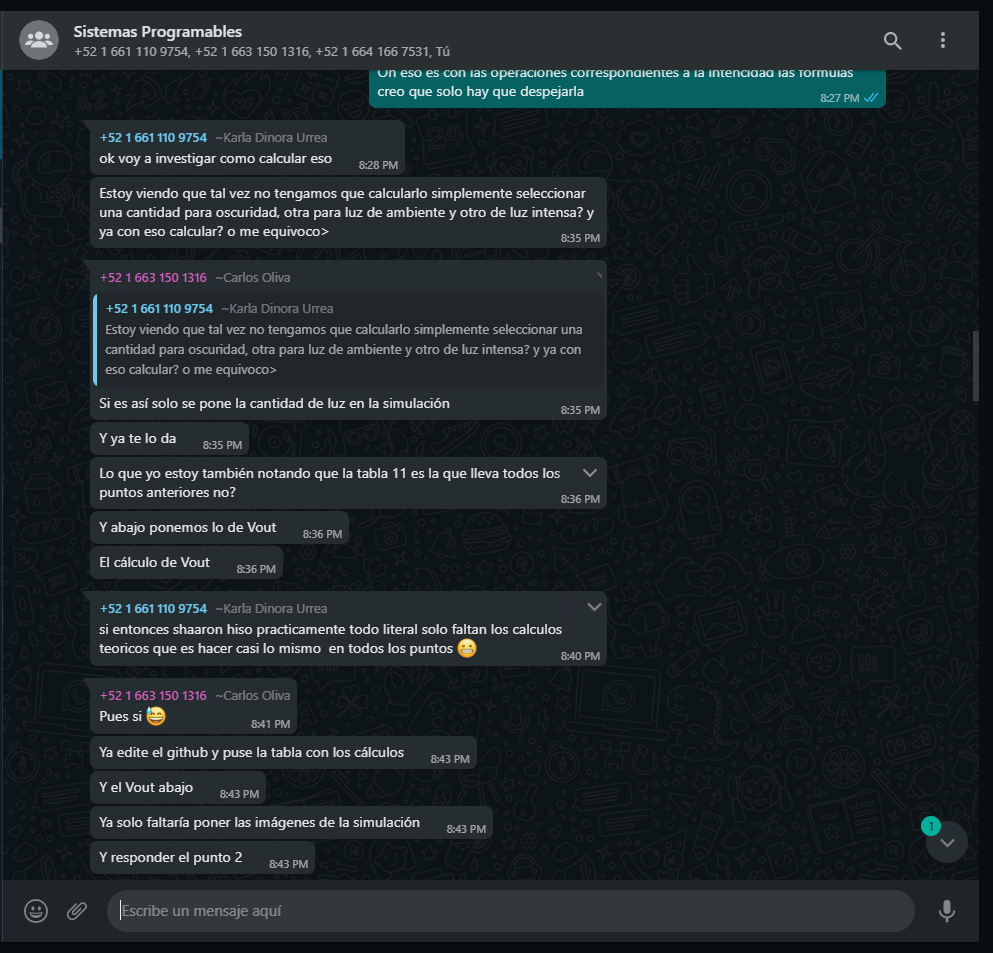 Sistemas Programables
+52 1 661 110 9754, +52 1 663 150 1316, +52 1 664 166 7531, Tú
Oh eso es con las operaciones correspondientes a la intencidad las formulas
creo que solo hay que despejarla
8:27 PM
+52 1 661 110 9754 ~Karla Dinora Urrea
ok voy a investigar como calcular eso
8:28 PM
Estoy viendo que tal vez no tengamos que calcularlo simplemente seleccionar
una cantidad para oscuridad, otra para luz de ambiente y otro de luz intensa? y
ya con eso calcular? o me equivoco>
8:35 PM
+52 1 663 150 1316 ~Carlos Oliva
+52 1 661 110 9754 ~Karla Dinora Urrea
Estoy viendo que tal vez no tengamos que calcularlo simplemente seleccionar una
cantidad para oscuridad, otra para luz de ambiente y otro de luz intensa? y ya con
eso calcular? o me equivoco>
Si es así solo se pone la cantidad de luz en la simulación
8:35 PM
Y ya te lo da
8:35 PM
Lo que yo estoy también notando que la tabla 11 es la que lleva todos los
puntos anteriores no?
8:36 PM
Y abajo ponemos lo de Vout
8:36 PM
El cálculo de Vout
8:36 PM
+52 1 661 110 9754 ~Karla Dinora Urrea
si entonces shaaron hiso practicamente todo literal solo faltan los calculos
teoricos que es hacer casi lo mismo en todos los puntos 😬
8:40 PM
+52 1 663 150 1316 ~Carlos Oliva
Pues si 😅
8:41 PM
Ya edite el github y puse la tabla con los cálculos
8:43 PM
Y el Vout abajo
8:43 PM
Ya solo faltaría poner las imágenes de la simulación
8:43 PM
Y responder el punto 2
8:43 PM
1
Escribe un mensaje aquí